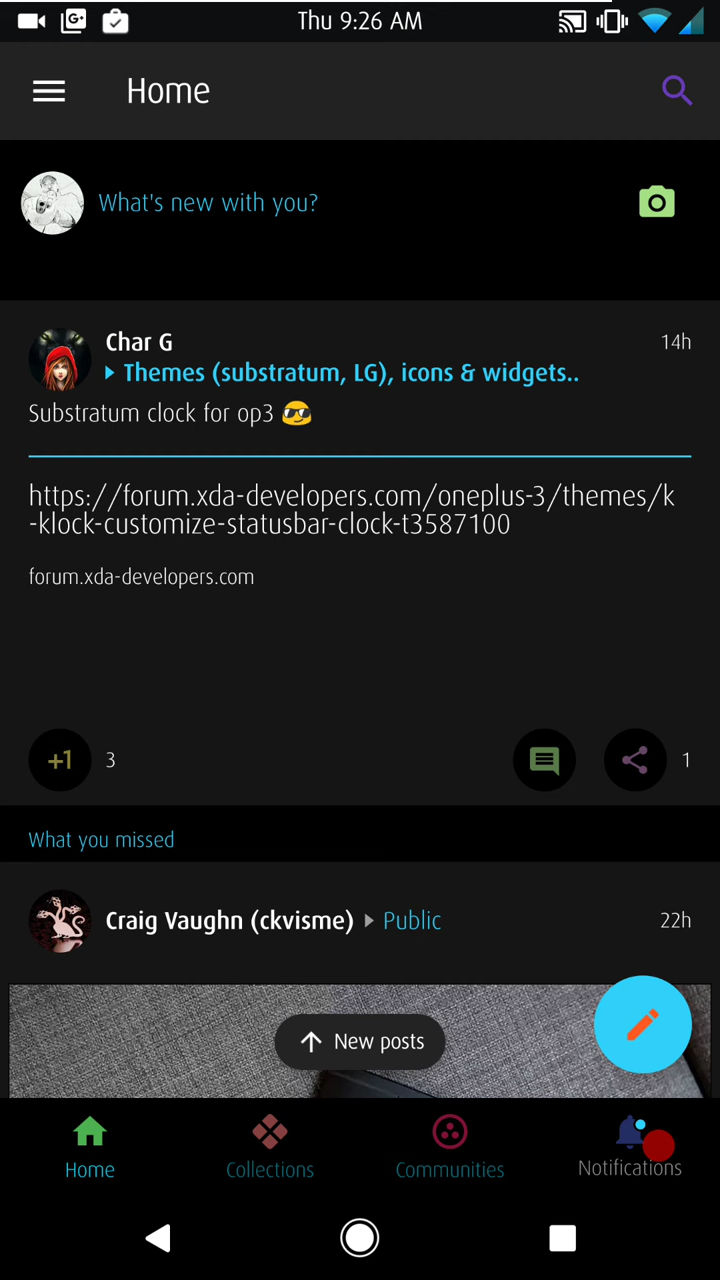 Thu 9:26 AM
Home
What's new with you?
Char G
14h
Themes (substratum, LG), icons & widgets..
Substratum clock for op3 😎
https://forum.xda-developers.com/oneplus-3/themes/k
-klock-customize-statusbar-clock-t3587100
forum.xda-developers.com
+1
3
1
What you missed
Craig Vaughn (ckvisme) Public
22h
New posts
Home
Collections
Communities
Notifications